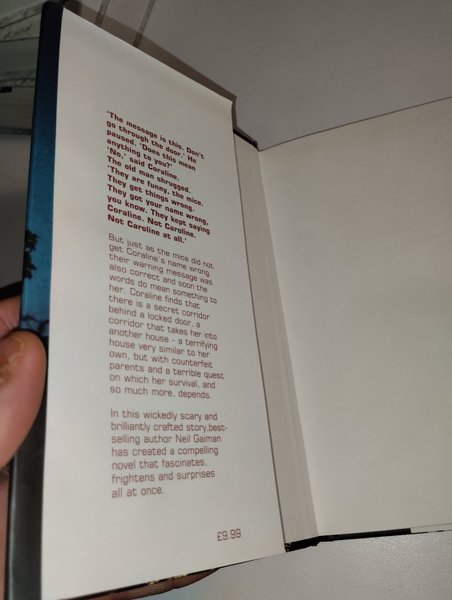 'The message is this. Don't
go through the door.' He
paused. 'Does this mean
anything to you?'
'No,' said Coraline.
The old man shrugged.
'They are funny, the mice.
They get things wrong.
They got your name wrong,
you know. They kept saying
Coraline. Not Caroline.
Not Caroline at all.'
But just as the mice did not
get Coraline's name wrong
their warning message was
also correct and soon the
words do mean something to
her. Coraline finds that
there is a secret corridor
behind a locked door, a
corridor that takes her into
another house – a terrifying
house very similar to her
own, but with counterfeit
parents and a terrible quest
on which her survival, and
so much more, depends.
In this wickedly scary and
brilliantly crafted story,best-
selling author Neil Gaiman
has created a compelling
novel that fascinates,
frightens and surprises
all at once.
£9.99